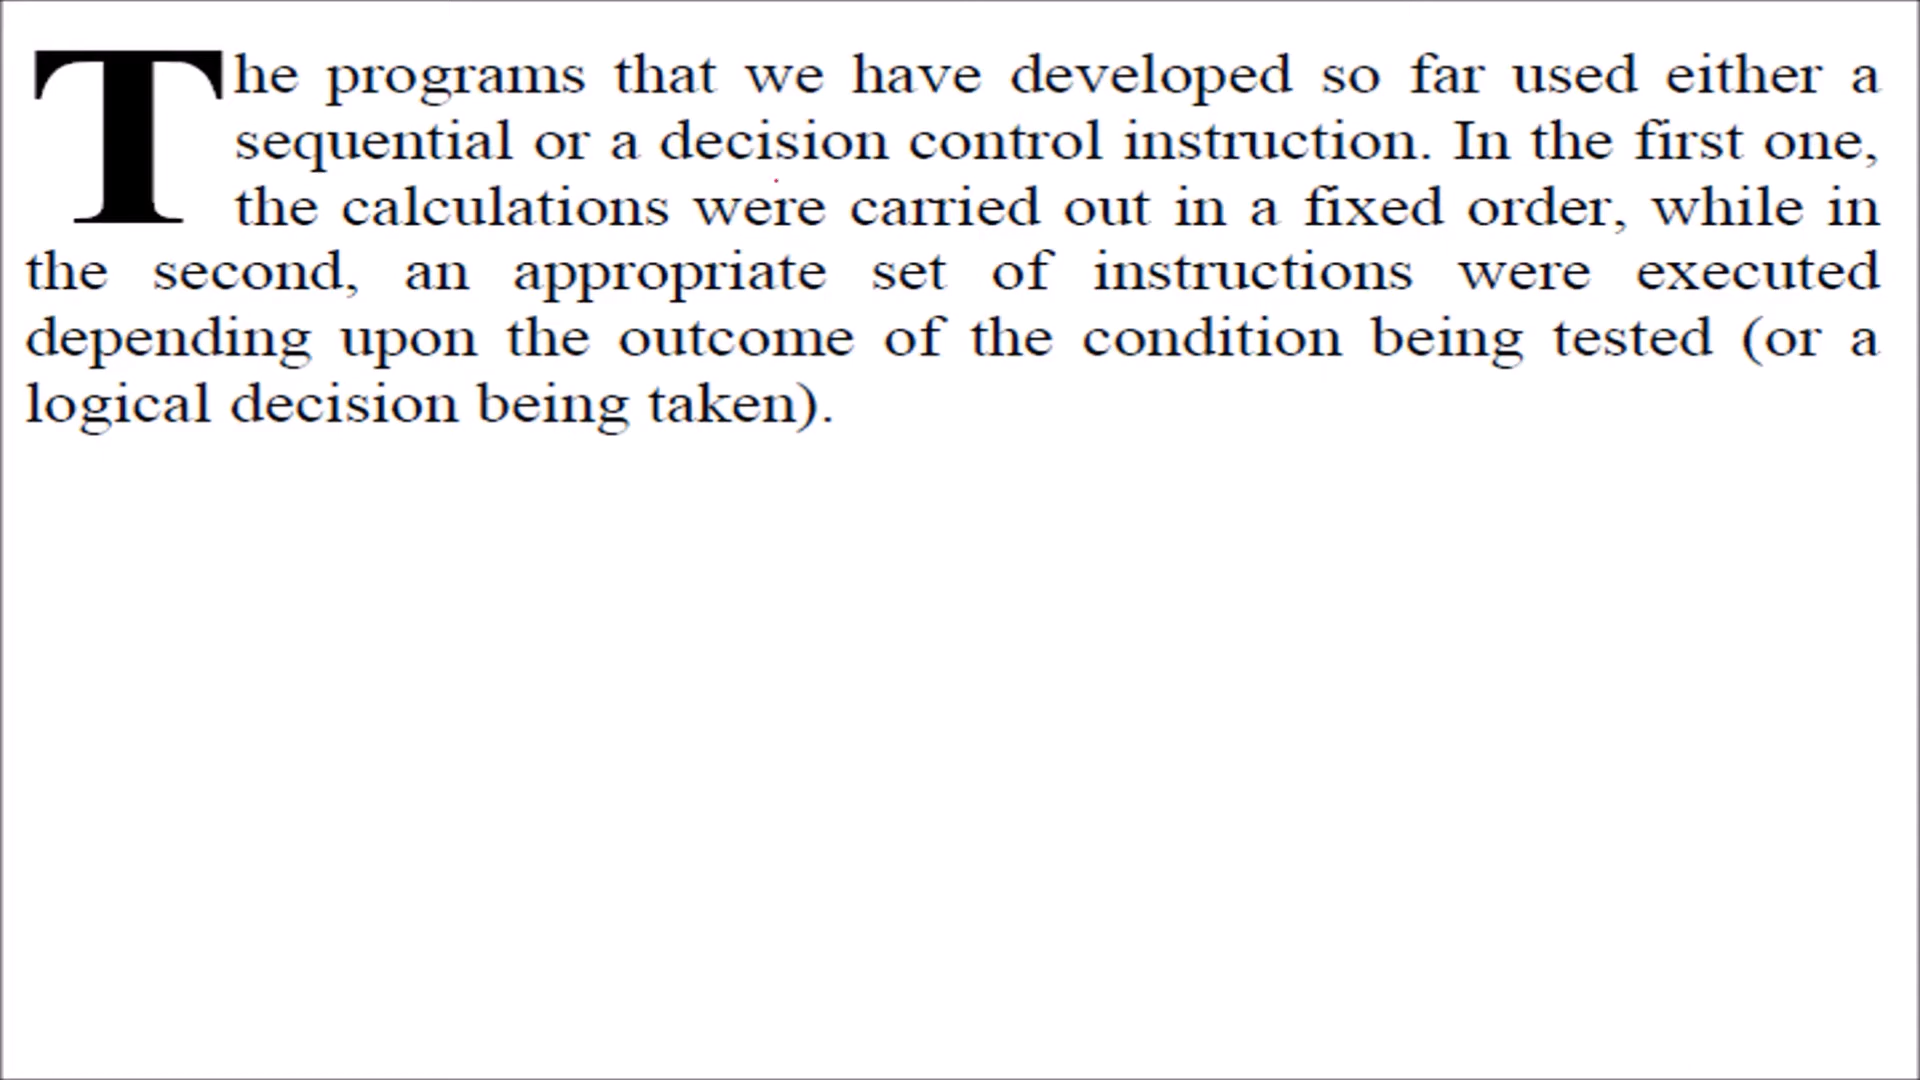 The programs that we have developed so far used either a
sequential or a decision control instruction. In the first one,
the calculations were carried out in a fixed order, while in
the second, an appropriate set of instructions were executed
depending upon the outcome of the condition being tested (or a
logical decision being taken).